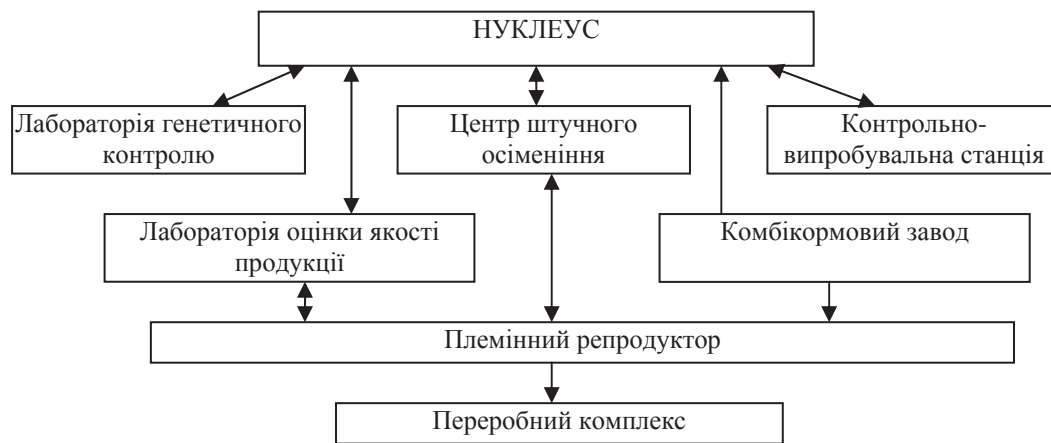 НУКЛЕУС
Лабораторія генетичного
контролю
Центр штучного
осіменіння
Контрольно-
випробувальна станція
Лабораторія оцінки якості
продукції
Комбікормовий завод
Племінний репродуктор
Переробний комплекс